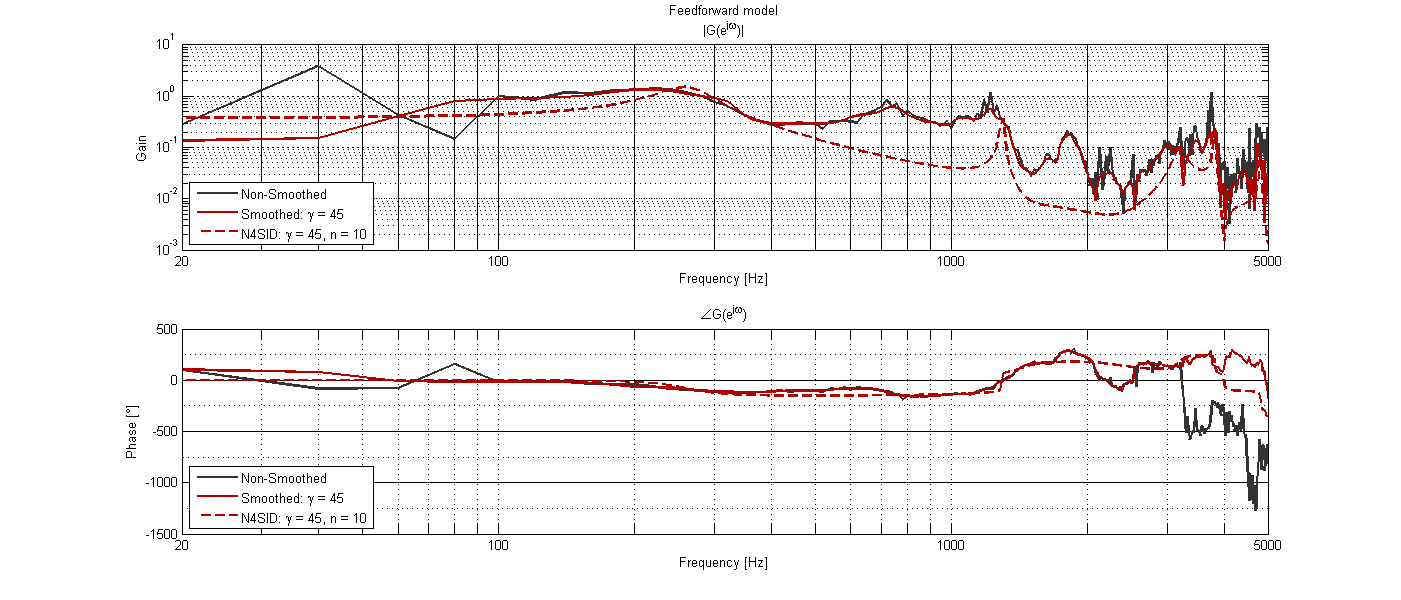 Feedforward model
|G(e^{jω})|
10^1
10^0
10^{-1}
10^{-2}
10^{-3}
Gain
Non-Smoothed
Smoothed: γ = 45
N4SID: γ = 45, n = 10
20 100 1000 5000
Frequency [Hz]
∠G(e^{jω})
500
0
-500
-1000
-1500
Phase [°]
Non-Smoothed
Smoothed: γ = 45
N4SID: γ = 45, n = 10
20 100 1000 5000
Frequency [Hz]